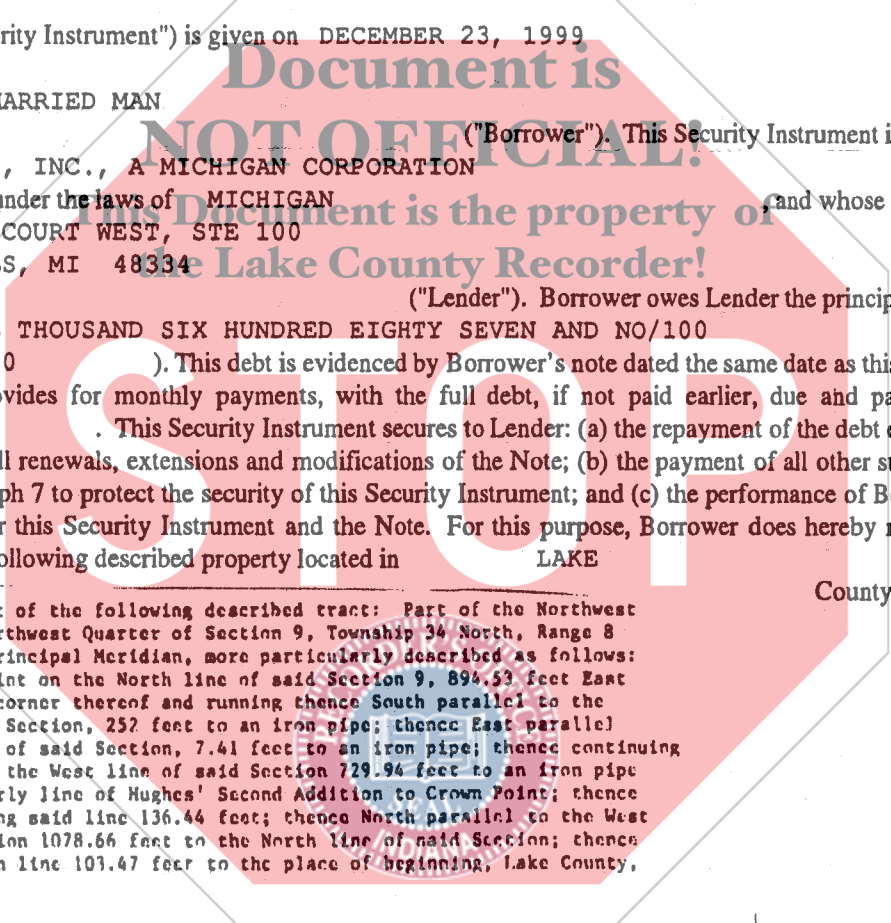 rity Instrument") is given on DECEMBER 23, 1999
Document is
ARRIED MAN
NOT OFFICIAL!
("Borrower"). This Security Instrument i
, INC., A MICHIGAN CORPORATION
under the laws of MICHIGAN , and whose
This Document is the property of
COURT WEST, STE 100
S, MI 48334
the Lake County Recorder!
("Lender"). Borrower owes Lender the princip
THOUSAND SIX HUNDRED EIGHTY SEVEN AND NO/100
0 ). This debt is evidenced by Borrower's note dated the same date as this
vides for monthly payments, with the full debt, if not paid earlier, due and pa
. This Security Instrument secures to Lender: (a) the repayment of the debt e
ll renewals, extensions and modifications of the Note; (b) the payment of all other su
ph 7 to protect the security of this Security Instrument; and (c) the performance of B
r this Security Instrument and the Note. For this purpose, Borrower does hereby m
ollowing described property located in LAKE
STOP
County
t of the following described tract: Part of the Northwest
rthwest Quarter of Section 9, Township 34 North, Range 8
rincipal Meridian, more particularly described as follows:
int on the North line of said Section 9, 894.53 feet East
corner thereof and running thence South parallel to the
Section, 252 feet to an iron pipe; thence East parallel
of said Section, 7.41 feet to an iron pipe; thence continuing
the West line of said Section 729.94 feet to an iron pipe
rly line of Hughes' Second Addition to Crown Point; thence
ng said line 136.44 feet; thence North parallel to the West
ion 1078.66 feet to the North line of said Section; thence
h line 103.47 feet to the place of beginning, Lake County,
RECORDER'S OFFICE
SEAL
INDIANA